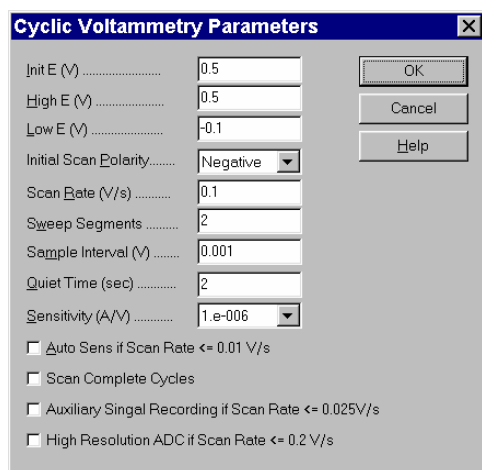 Cyclic Voltammetry Parameters
Init E (V) ....................... 0.5
High E (V) ..................... 0.5
Low E (V) ..................... -0.1
Initial Scan Polarity........ Negative
Scan Rate (V/s) ........... 0.1
Sweep Segments .......... 2
Sample Interval (V) ........ 0.001
Quiet Time (sec) ............ 2
Sensitivity (A/V) ............ 1.e-006
OK
Cancel
Help
Auto Sens if Scan Rate <= 0.01 V/s
Scan Complete Cycles
Auxiliary Singal Recording if Scan Rate <= 0.025V/s
High Resolution ADC if Scan Rate <= 0.2 V/s